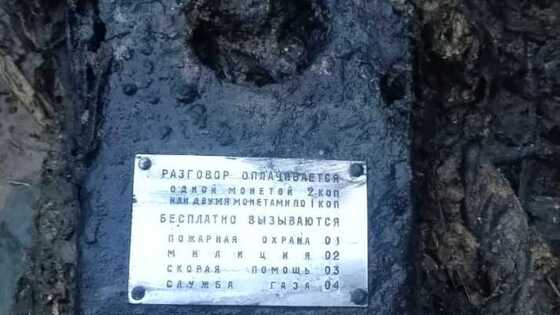 РАЗГОВОР ОПЛАЧИВАЕТСЯ
ОДНОЙ МОНЕТОЙ 2 КОП
ИЛИ ДВУМЯ МОНЕТАМИ ПО 1 КОП
БЕСПЛАТНО ВЫЗЫВАЮТСЯ
ПОЖАРНАЯ ОХРАНА 01
МИЛИЦИЯ 02
СКОРАЯ ПОМОЩЬ 03
СЛУЖБА ГАЗА 04